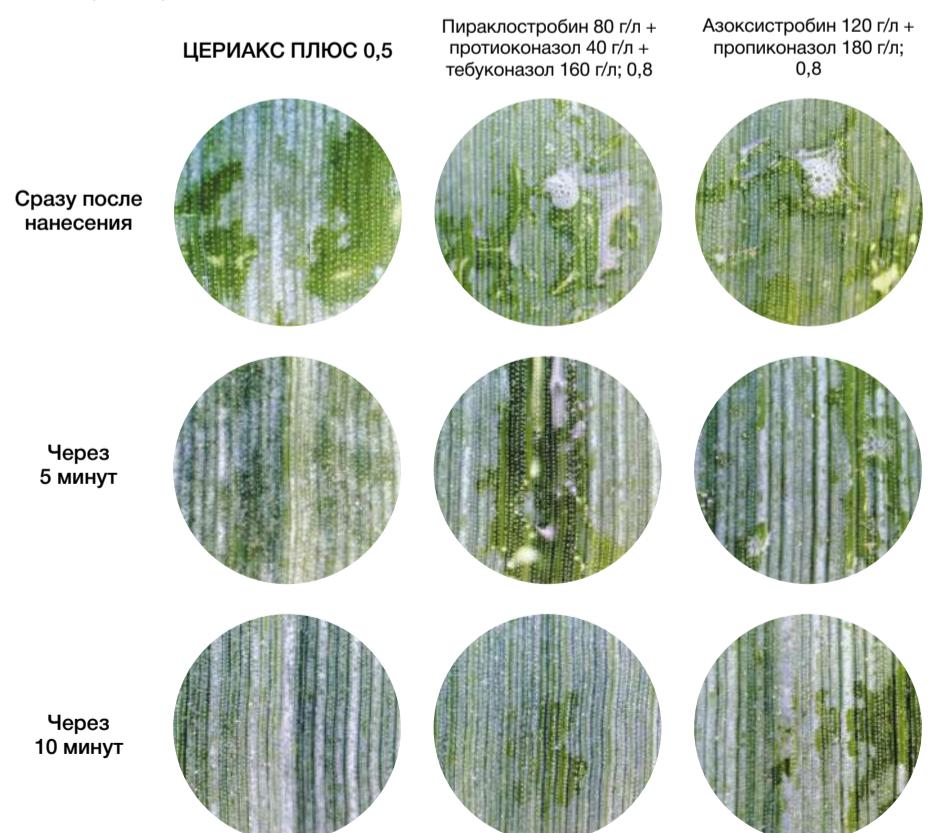 ЦЕРИАКС ПЛЮС 0,5
Пираклостробин 80 г/л +
протиоконазол 40 г/л +
тебуконазол 160 г/л; 0,8
Азоксистробин 120 г/л +
пропиконазол 180 г/л;
0,8
Сразу после
нанесения
Через
5 минут
Через
10 минут